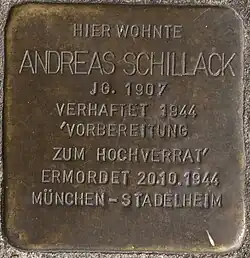 HIER WOHNTE
ANDREAS SCHILLACK
JG. 1907
VERHAFTET 1944
'VORBEREITUNG
ZUM HOCHVERRAT'
ERMORDET 20.10.1944
MÜNCHEN-STADELHEIM